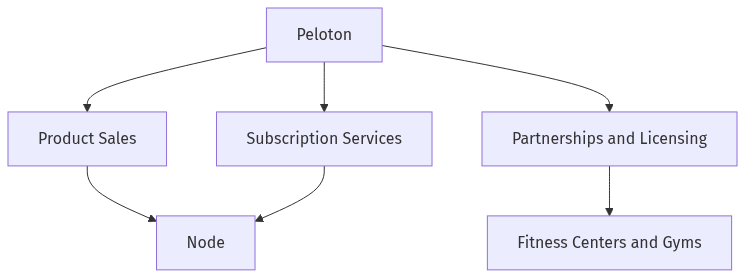 Peloton
Product Sales
Subscription Services
Partnerships and Licensing
Node
Fitness Centers and Gyms